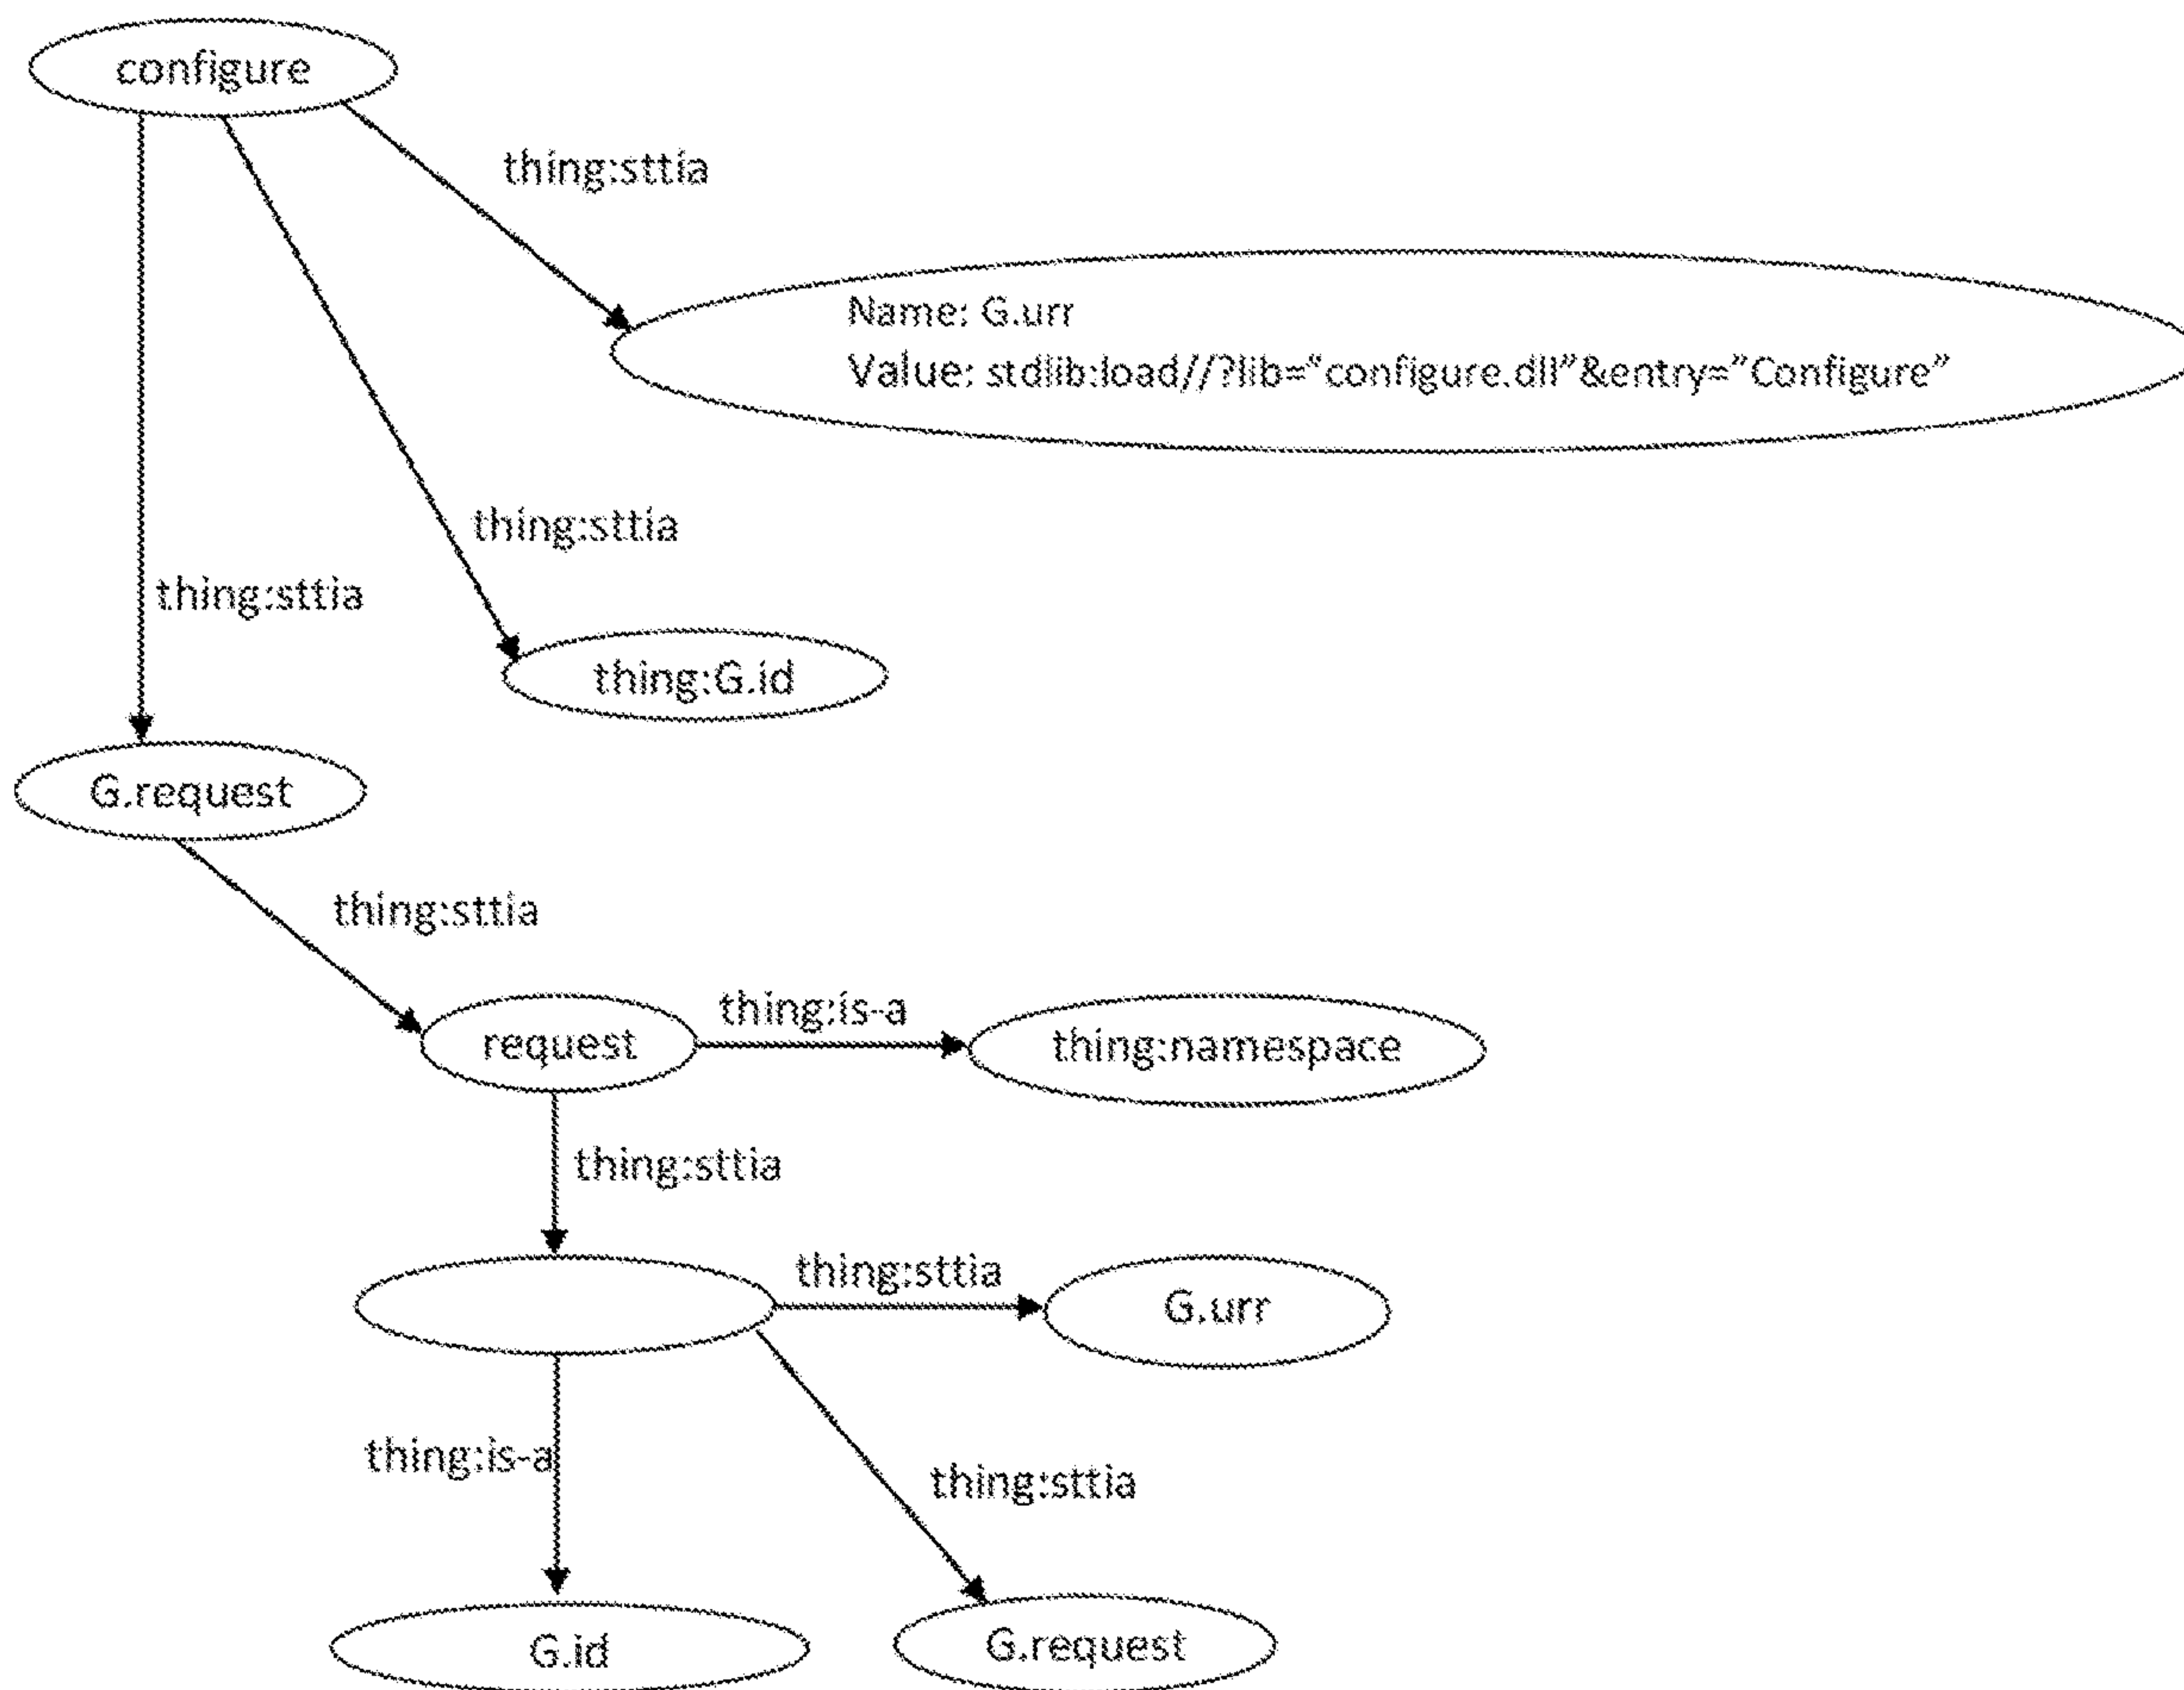 configure
thing:sttia
Name: G.urr
Value: stdlib:load//?lib=“configure.dll”&entry=”Configure”
thing:sttia
thing:sttia
thing:G.id
G.request
thing:sttia
thing:is-a
request
thing:namespace
thing:sttia
thing:sttia
G.urr
thing:is-a
thing:sttia
G.id
G.request